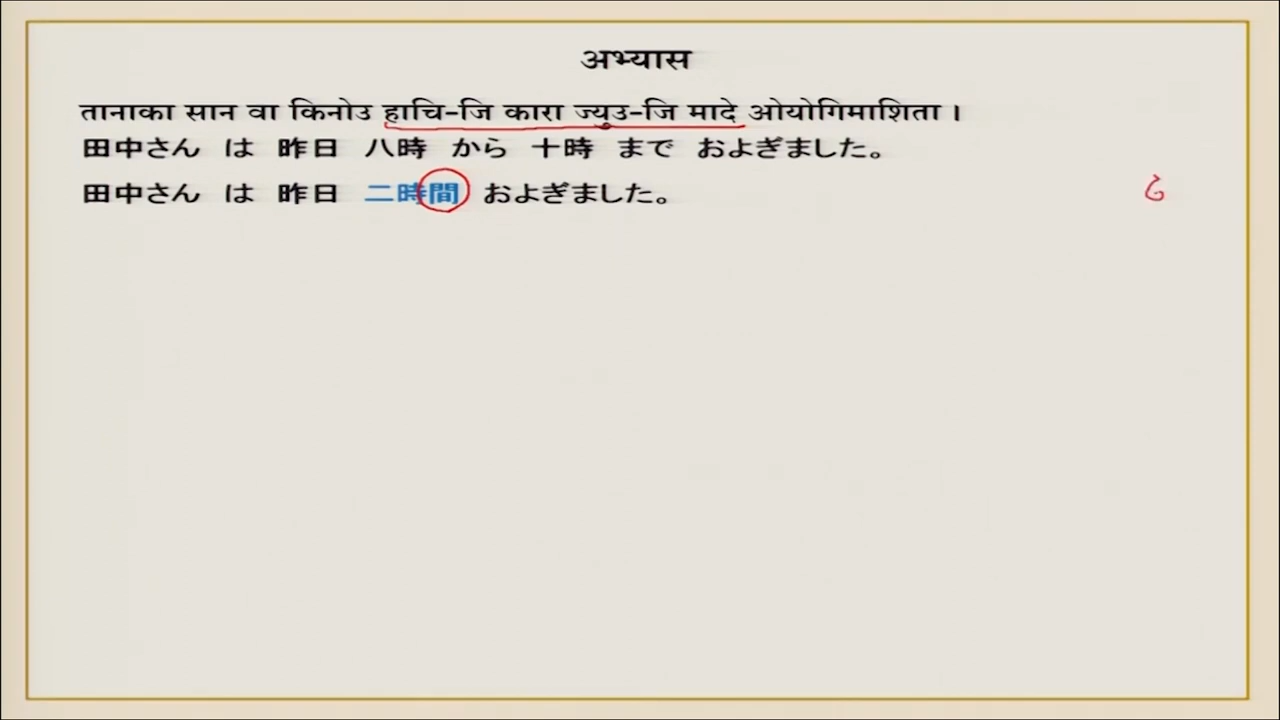 अभ्यास
तानाका सान वा किनोउ हाचि-जि कारा ज्युउ-जि मादे ओयोगिमाशिता ।
田中さん は 昨日 八時 から 十時 まで およぎました。
田中さん は 昨日 二時間 およぎました。